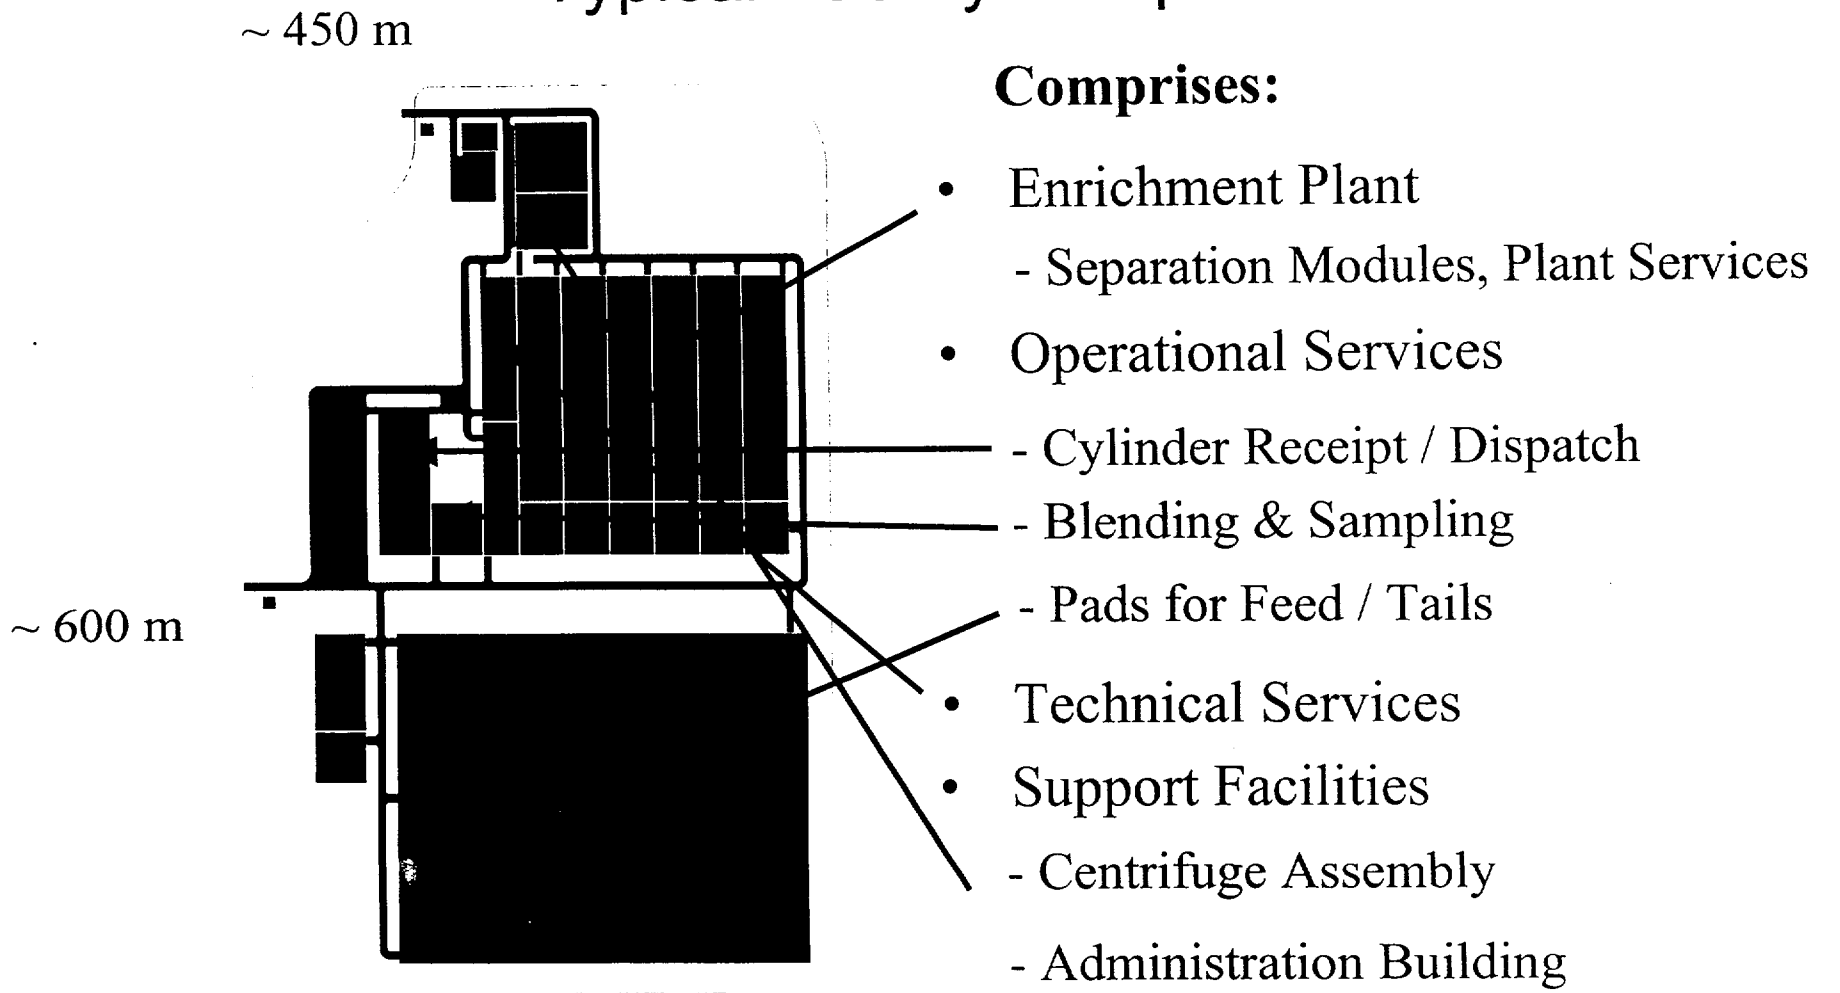 ~ 450 m
Comprises:
• Enrichment Plant
- Separation Modules, Plant Services
• Operational Services
- Cylinder Receipt / Dispatch
- Blending & Sampling
- Pads for Feed / Tails
~ 600 m
• Technical Services
• Support Facilities
- Centrifuge Assembly
- Administration Building